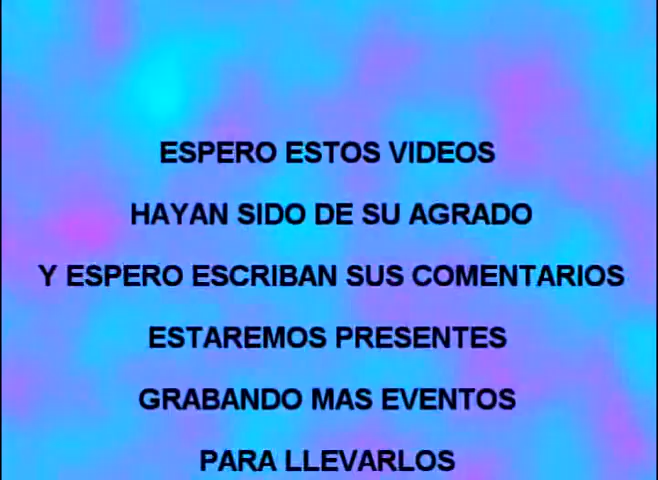 ESPERO ESTOS VIDEOS
HAYAN SIDO DE SU AGRADO
Y ESPERO ESCRIBAN SUS COMENTARIOS
ESTAREMOS PRESENTES
GRABANDO MAS EVENTOS
PARA LLEVARLOS